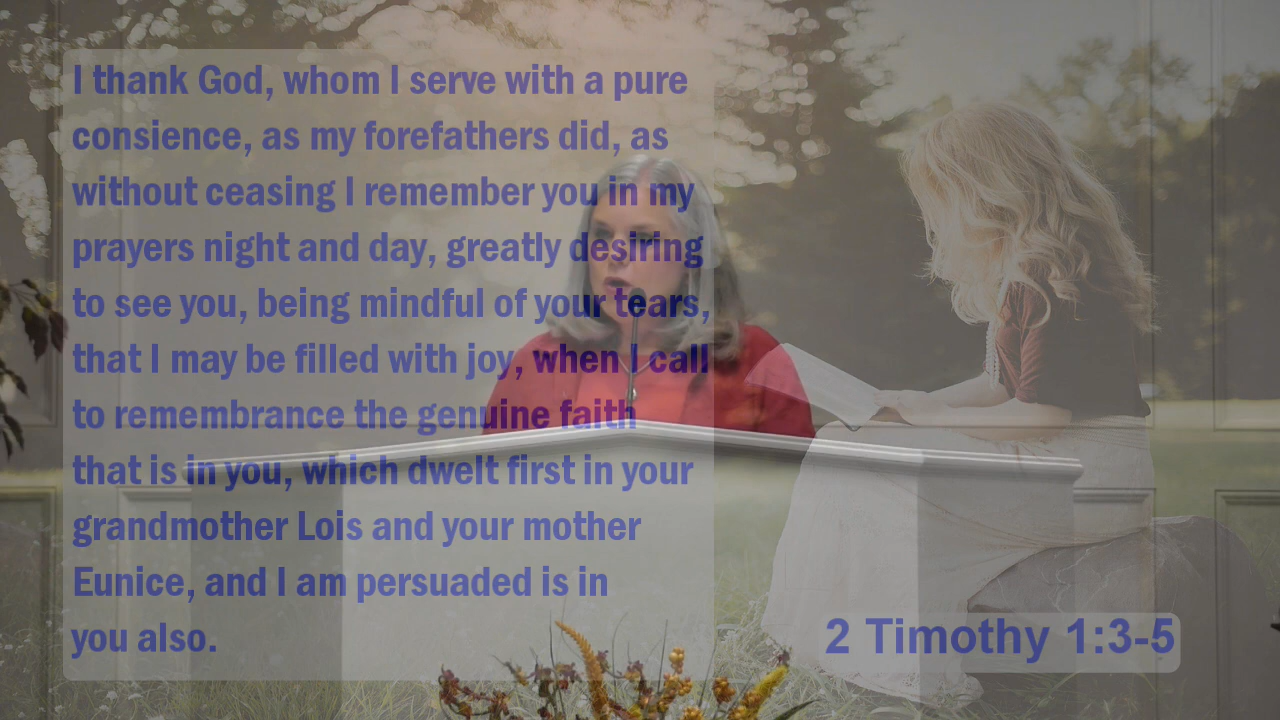 I thank God, whom I serve with a pure
consience, as my forefathers did, as
without ceasing I remember you in my
prayers night and day, greatly desiring
to see you, being mindful of your tears,
that I may be filled with joy, when I call
to remembrance the genuine faith
that is in you, which dwelt first in your
grandmother Lois and your mother
Eunice, and I am persuaded is in
you also.
2 Timothy 1:3-5